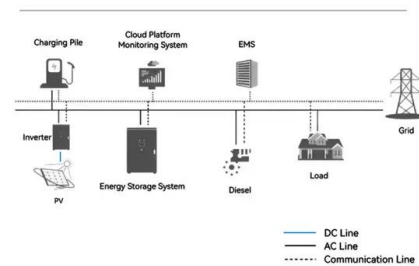 Charging Pile
Cloud Platform
Monitoring System
EMS
Grid
Inverter
PV
Energy Storage System
Diesel
Load
DC Line
AC Line
Communication Line